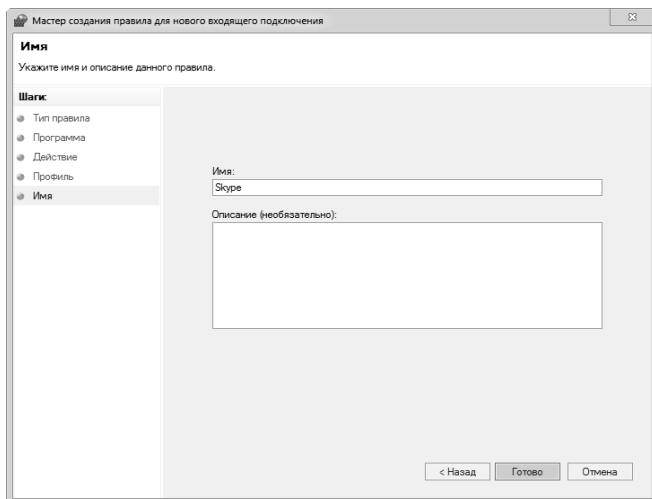 Мастер создания правила для нового входящего подключения
Имя
Укажите имя и описание данного правила.
Шаги:
Тип правила
Программа
Действие
Профиль
Имя
Имя:
Skype
Описание (необязательно):
< Назад
Готово
Отмена